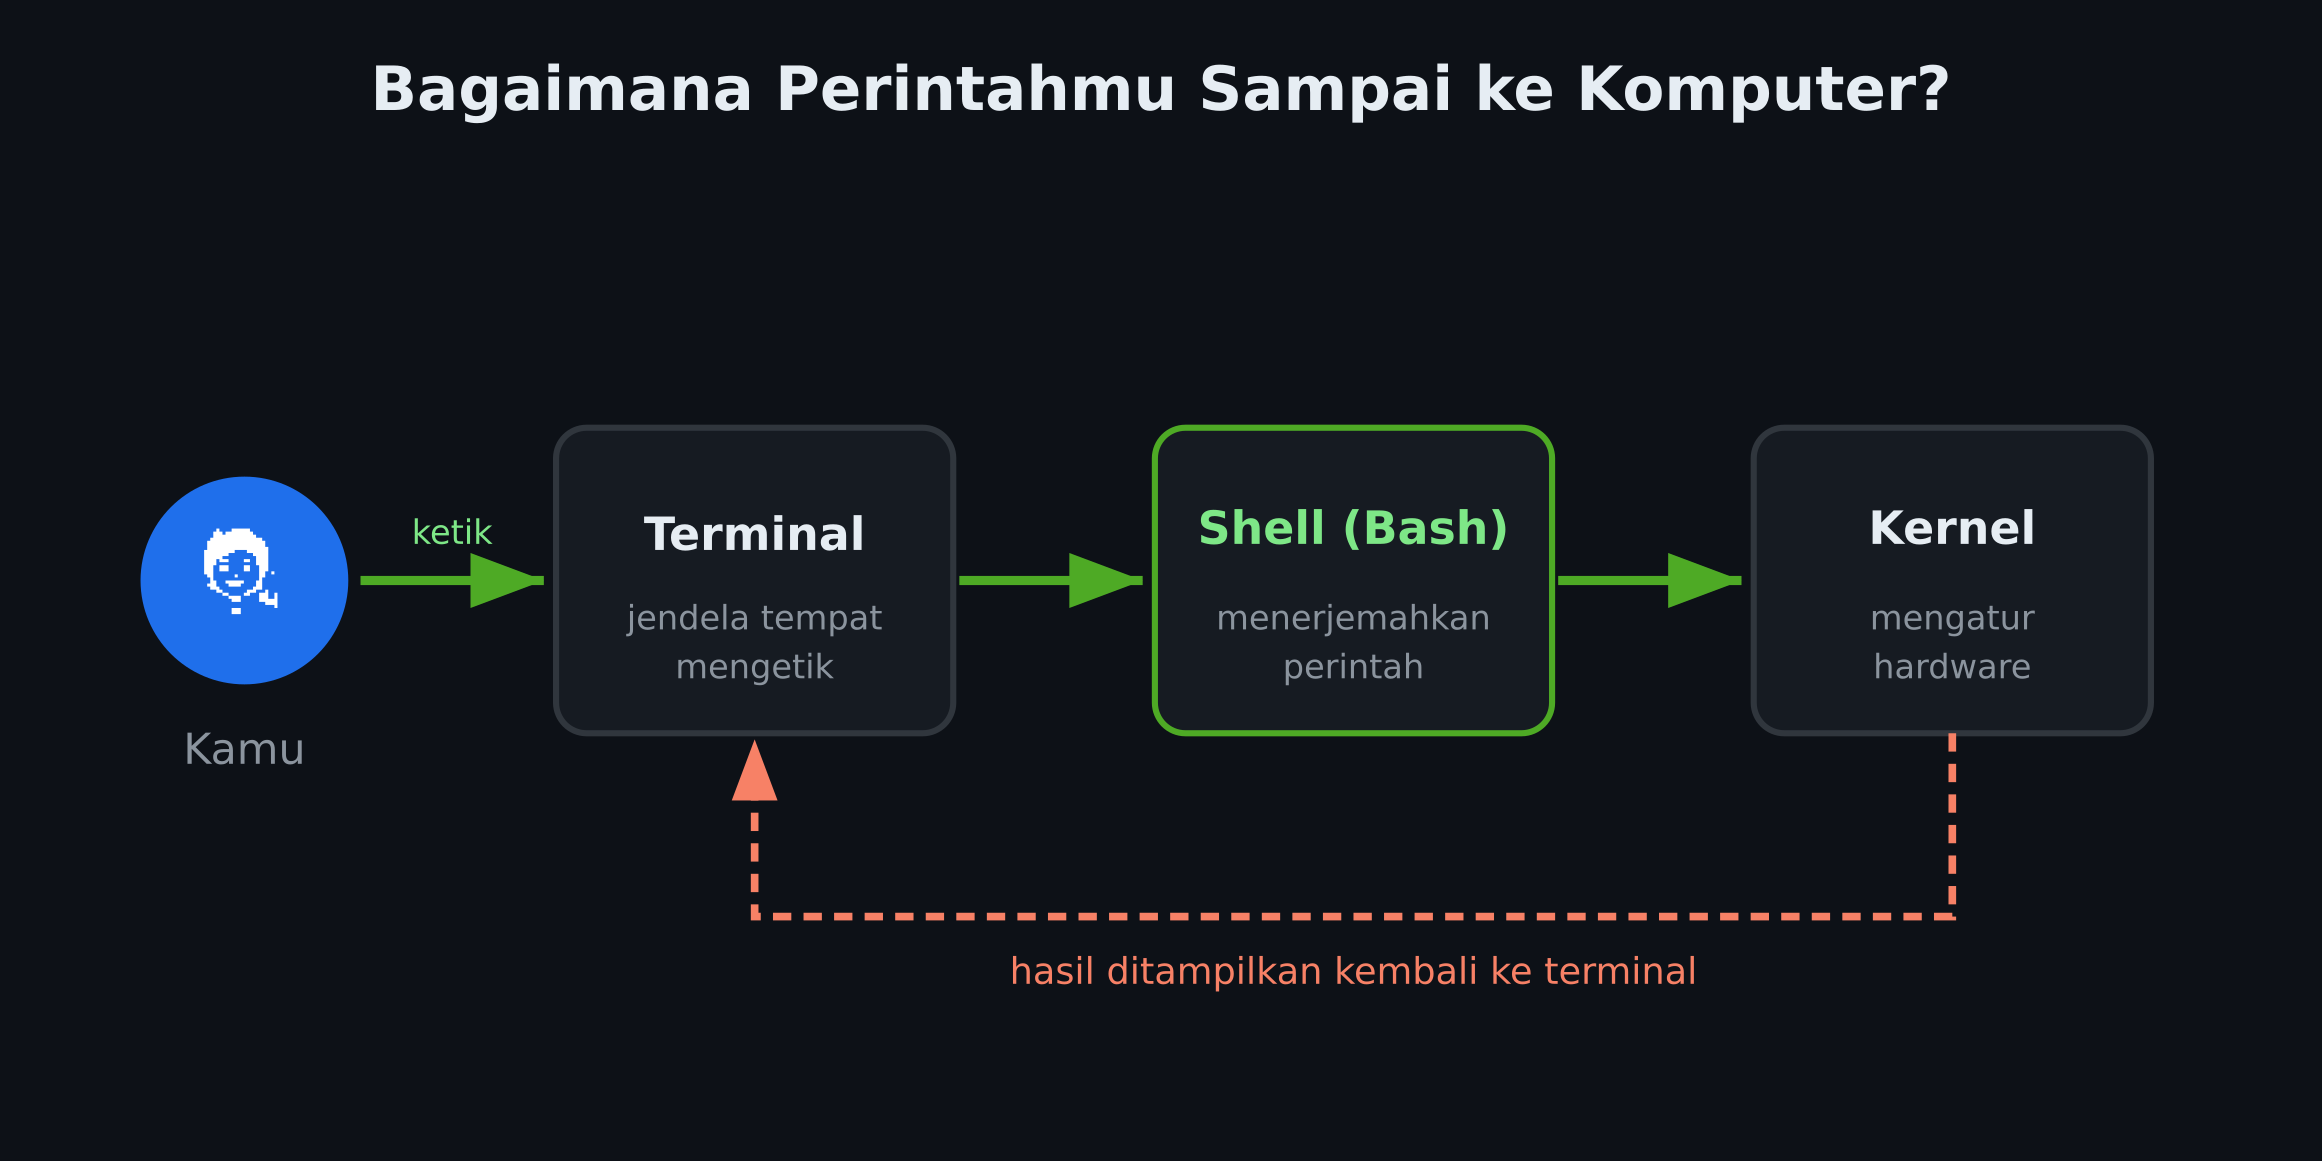 Bagaimana Perintahmu Sampai ke Komputer?
ketik
Kamu
Terminal
jendela tempat
mengetik
Shell (Bash)
menerjemahkan
perintah
Kernel
mengatur
hardware
hasil ditampilkan kembali ke terminal